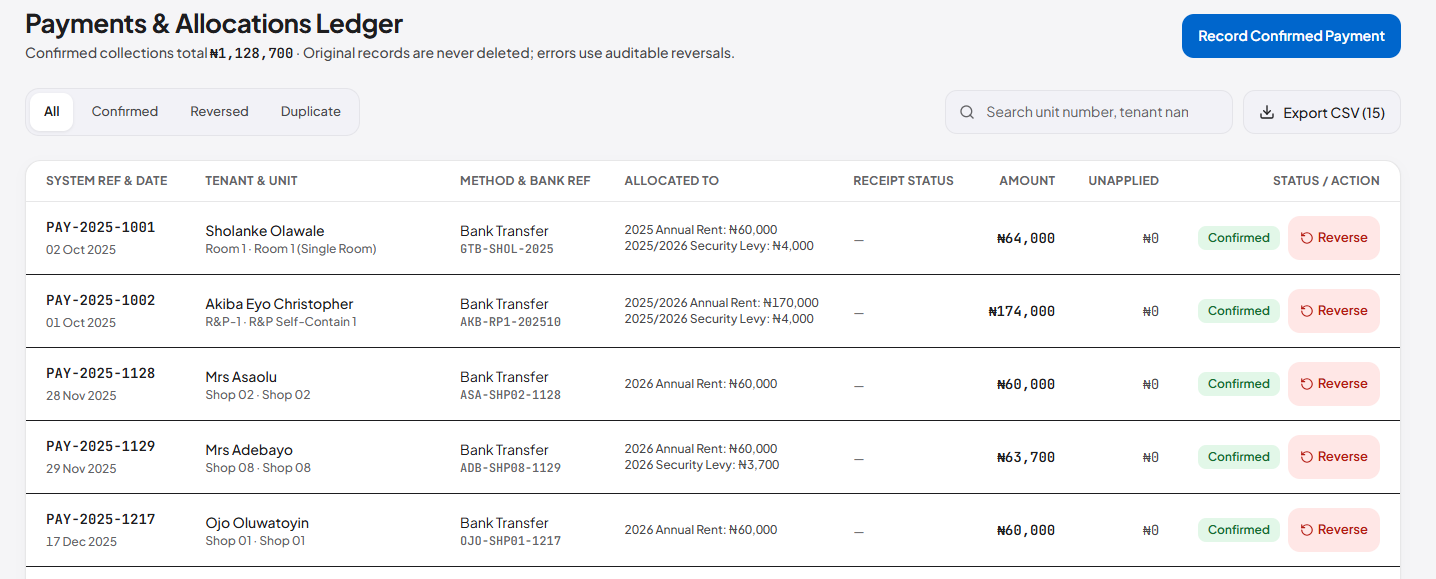 Payments & Allocations Ledger
Confirmed collections total ₦1,128,700 · Original records are never deleted; errors use auditable reversals.
Record Confirmed Payment
All
Confirmed
Reversed
Duplicate
Search unit number, tenant nan
Export CSV (15)
SYSTEM REF & DATE
TENANT & UNIT
METHOD & BANK REF
ALLOCATED TO
RECEIPT STATUS
AMOUNT
UNAPPLIED
STATUS / ACTION
PAY-2025-1001
02 Oct 2025
Sholanke Olawale
Room 1 · Room 1 (Single Room)
Bank Transfer
GTB-SHOL-2025
2025 Annual Rent: ₦60,000
2025/2026 Security Levy: ₦4,000
—
₦64,000
₦0
Confirmed
Reverse
PAY-2025-1002
01 Oct 2025
Akiba Eyo Christopher
R&P-1 · R&P Self-Contain 1
Bank Transfer
AKB-RP1-202510
2025/2026 Annual Rent: ₦170,000
2025/2026 Security Levy: ₦4,000
—
₦174,000
₦0
Confirmed
Reverse
PAY-2025-1128
28 Nov 2025
Mrs Asaolu
Shop 02 · Shop 02
Bank Transfer
ASA-SHP02-1128
2026 Annual Rent: ₦60,000
—
₦60,000
₦0
Confirmed
Reverse
PAY-2025-1129
29 Nov 2025
Mrs Adebayo
Shop 08 · Shop 08
Bank Transfer
ADB-SHP08-1129
2026 Annual Rent: ₦60,000
2026 Security Levy: ₦3,700
—
₦63,700
₦0
Confirmed
Reverse
PAY-2025-1217
17 Dec 2025
Ojo Oluwatoyin
Shop 01 · Shop 01
Bank Transfer
OJO-SHP01-1217
2026 Annual Rent: ₦60,000
—
₦60,000
₦0
Confirmed
Reverse